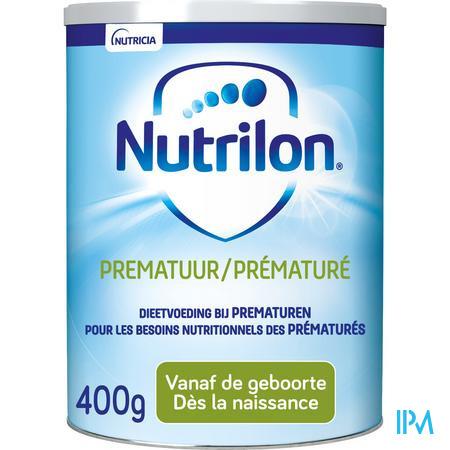 NUTRICIA
Nutrilon®
PREMATUUR/PRÉMATURÉ
DIEETVOEDING BIJ PREMATUREN
POUR LES BESOINS NUTRITIONNELS DES PRÉMATURÉS
400g
Vanaf de geboorte
Dès la naissance
IPM